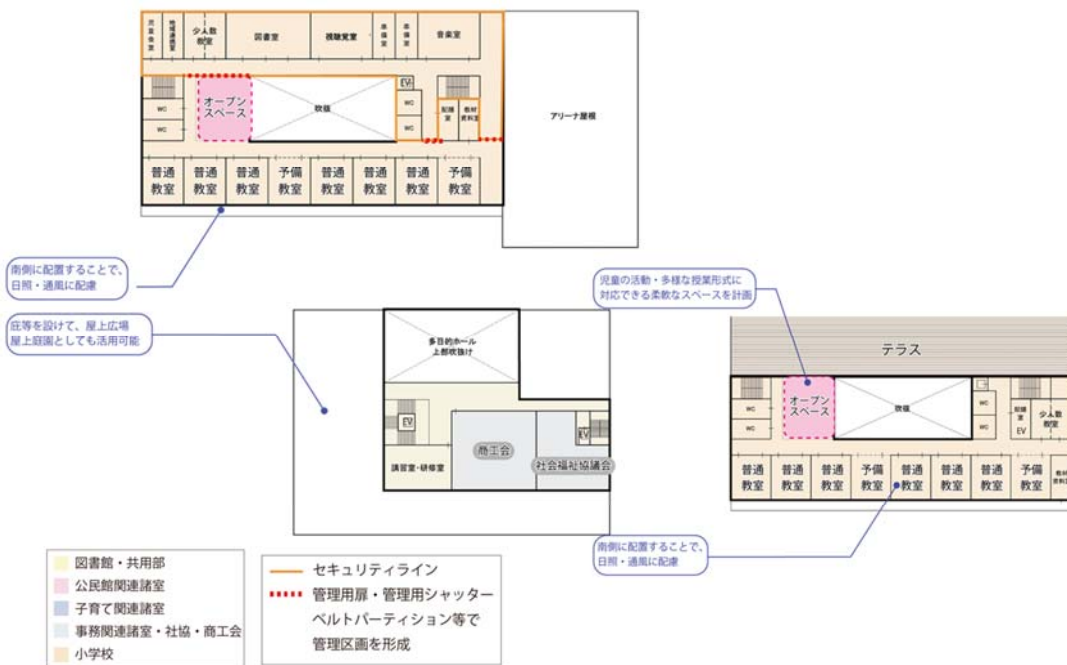 児童会室
地域連携室
少人数
教室
図書室
視聴覚室
準備室
準備室
音楽室
EV
WC
WC
WC
WC
オープン
スペース
吹抜
配膳室
教材
資料室
アリーナ屋根
普通
教室
普通
教室
普通
教室
予備
教室
普通
教室
普通
教室
普通
教室
予備
教室
南側に配置することで、
日照・通風に配慮
庇等を設けて、屋上広場
屋上庭園としても活用可能
多目的ホール
上部吹抜け
EV
EV
講習室・研修室
商工会
社会福祉協議会
児童の活動・多様な授業形式に
対応できる柔軟なスペースを計画
テラス
WC
WC
WC
WC
オープン
スペース
吹抜
配膳室
EV
少人数
教室
普通
教室
普通
教室
普通
教室
予備
教室
普通
教室
普通
教室
普通
教室
予備
教室
教材
資料室
南側に配置することで、
日照・通風に配慮
図書館・共用部
公民館関連諸室
子育て関連諸室
事務関連諸室・社協・商工会
小学校
セキュリティライン
管理用扉・管理用シャッター
ベルトパーティション等で
管理区画を形成